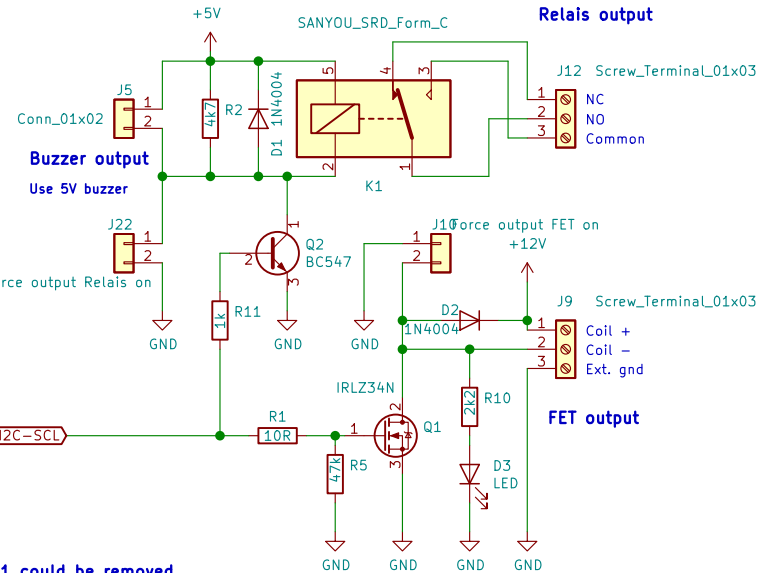 +5V
SANYOU_SRD_Form_C
Relais output
J5
1
2
Conn_01x02
4k7
R2
D1
1N4004
5
4
3
2
1
K1
J12 Screw_Terminal_01x03
1
2
3
NC
NO
Common
Buzzer output
Use 5V buzzer
J22
1
2
rce output Relais on
GND
1
2
3
Q2
BC547
GND
R11
1k
J10
1
2
Force output FET on
+12V
GND
D2
1N4004
J9 Screw_Terminal_01x03
1
2
3
Coil +
Coil -
Ext. gnd
FET output
IRLZ34N
2
1
3
Q1
R10
2k2
I2C-SCL
R1
10R
R5
47k
D3
LED
GND
GND
GND
GND
1 could be removed